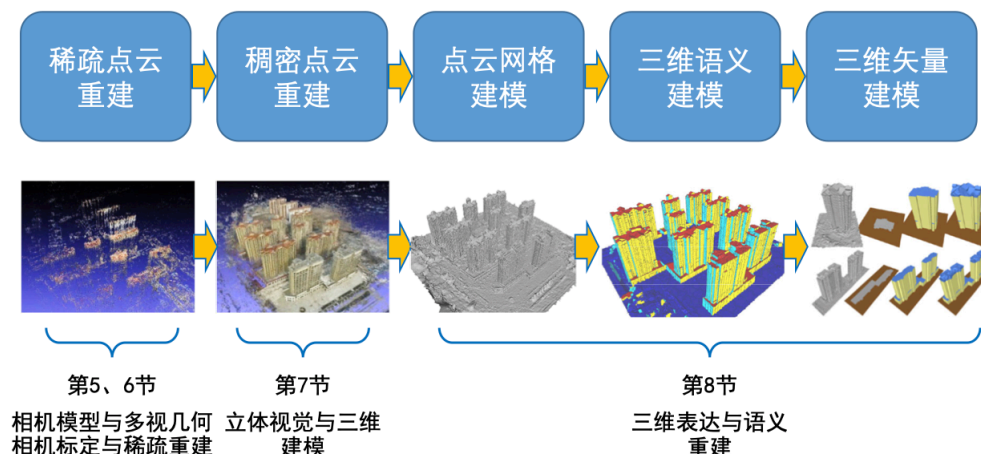 稀疏点云
重建
稠密点云
重建
点云网格
建模
三维语义
建模
三维矢量
建模
第5、6节
相机模型与多视几何
相机标定与稀疏重建
第7节
立体视觉与三维
建模
第8节
三维表达与语义
重建